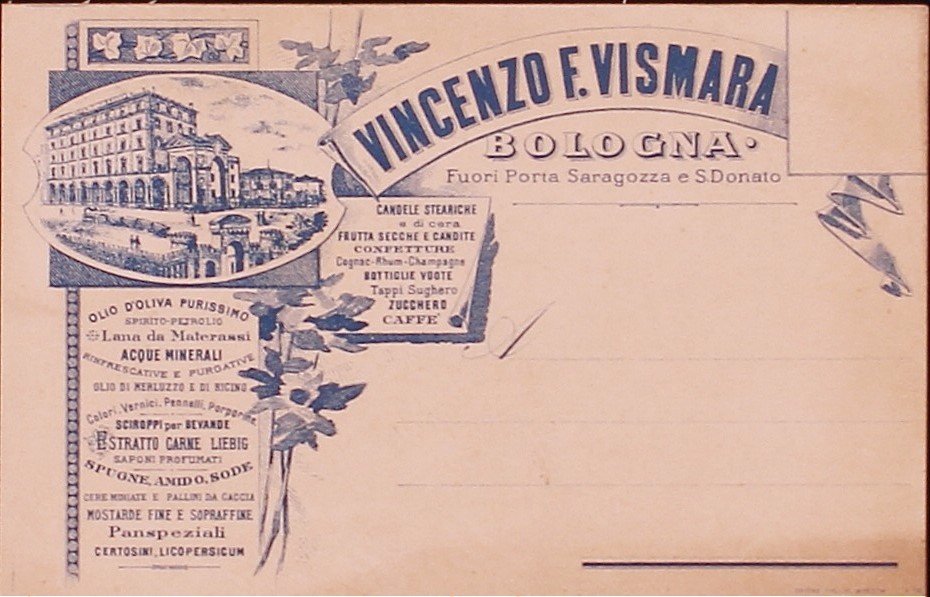 VINCENZO F. VISMARA
BOLOGNA.
Fuori Porta Saragozza e S. Donato
CANDELE STEARICHE
e di cera
FRUTTA SECCHE E CANDITE
CONFETTURE
Cognac-Rhum-Champagne
BOTTIGLIE VUOTE
Tappi Sughero
ZUCCHERO
CAFFE'
OLIO D'OLIVA PURISSIMO
SPIRITO-PETROLIO
Lana da Materassi
ACQUE MINERALI
RINFRESCATIVE E PURGATIVE
OLIO DI MERLUZZO E DI RICINO
Colori, Vernici, Pennelli, Porporine
SCIROPPI per BEVANDE
ESTRATTO CARNE LIEBIG
SAPONI PROFUMATI
SPUGNE, AMIDO, SODE
CERE MONIATE E PALLINI DA CACCIA
MOSTARDE FINE E SOPRAFFINE
Panspeziali
CERTOSINI, LICOPERSICUM